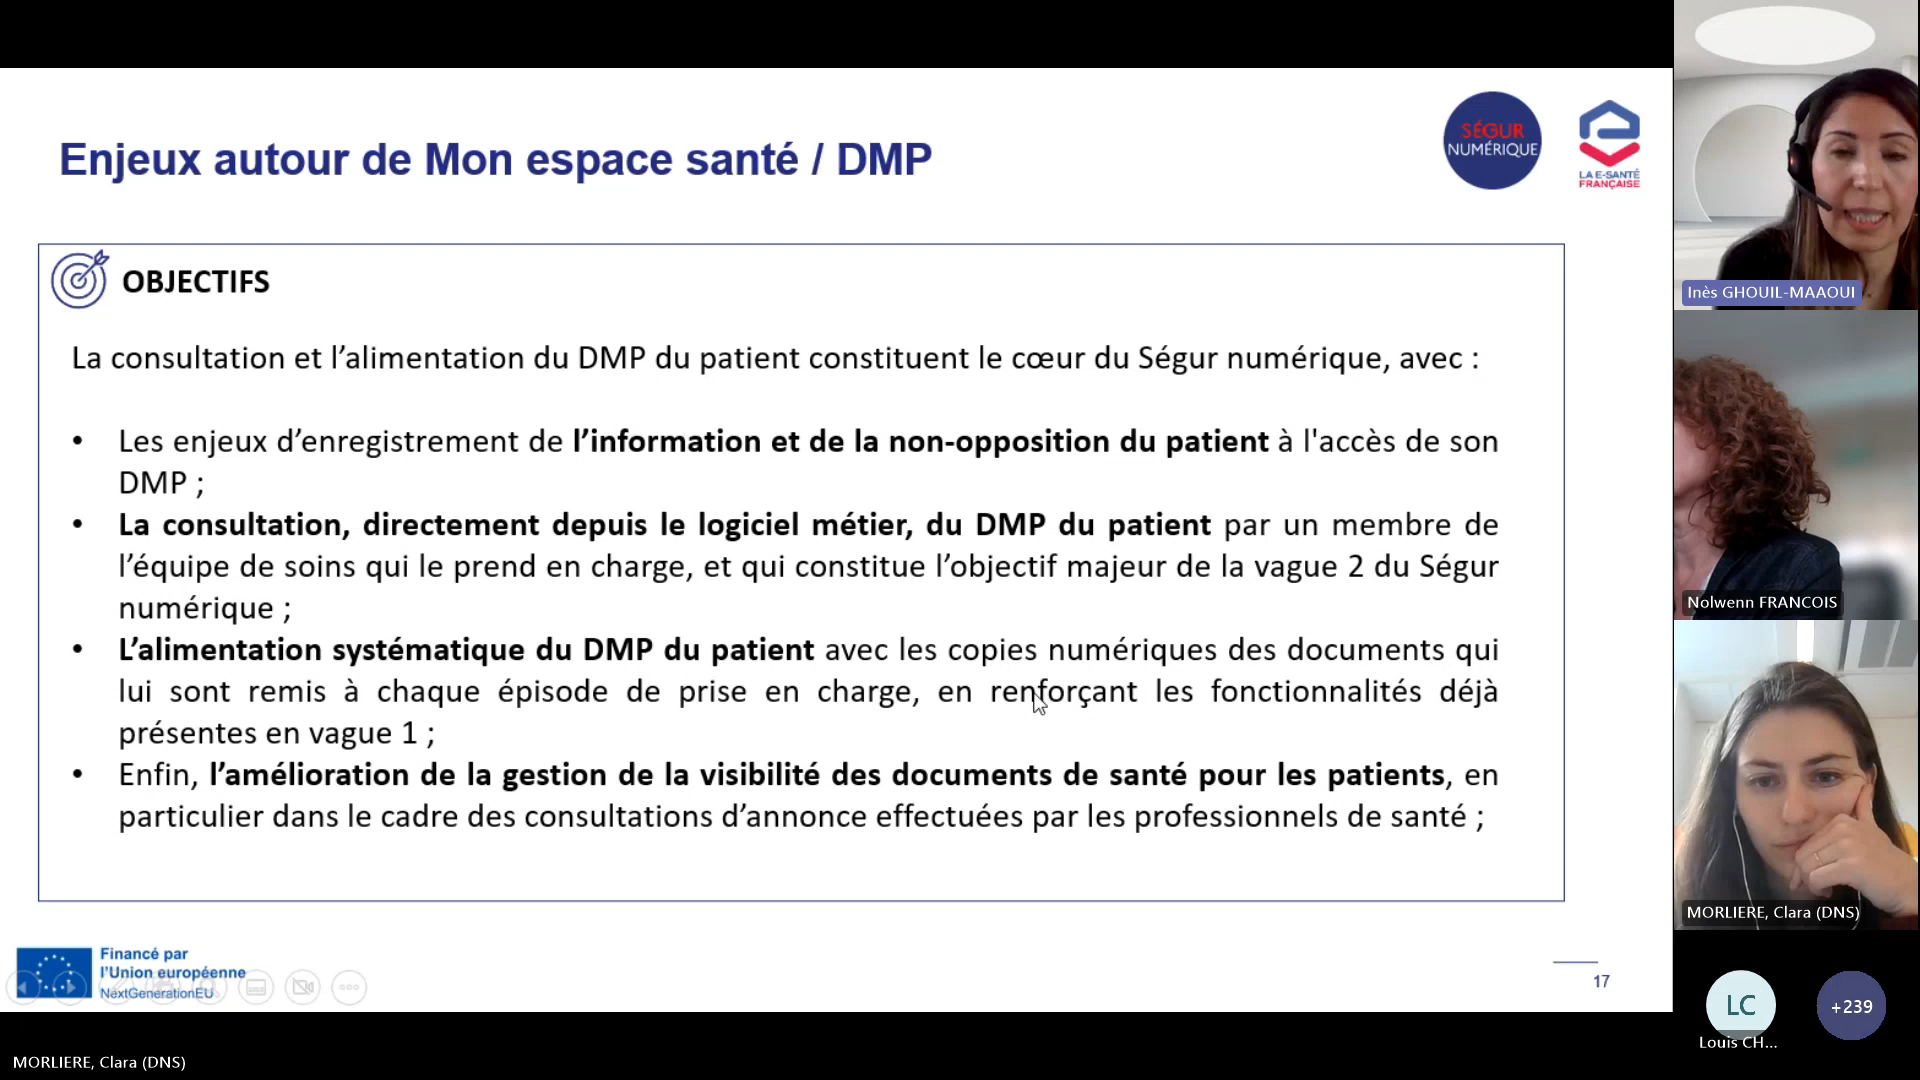 Enjeux autour de Mon espace santé / DMP
SÉGUR
NUMÉRIQUE
LA E-SANTÉ
FRANÇAISE
OBJECTIFS
La consultation et l’alimentation du DMP du patient constituent le cœur du Ségur numérique, avec :
• Les enjeux d’enregistrement de l’information et de la non-opposition du patient à l'accès de son
DMP ;
• La consultation, directement depuis le logiciel métier, du DMP du patient par un membre de
l’équipe de soins qui le prend en charge, et qui constitue l’objectif majeur de la vague 2 du Ségur
numérique ;
• L’alimentation systématique du DMP du patient avec les copies numériques des documents qui
lui sont remis à chaque épisode de prise en charge, en renforçant les fonctionnalités déjà
présentes en vague 1 ;
• Enfin, l’amélioration de la gestion de la visibilité des documents de santé pour les patients, en
particulier dans le cadre des consultations d’annonce effectuées par les professionnels de santé ;
Financé par
l’Union européenne
NextGenerationEU
17
Inès GHOUIL-MAAOUI
Nolwenn FRANCOIS
MORLIERE, Clara (DNS)
LC
+239
Louis CH...
MORLIERE, Clara (DNS)